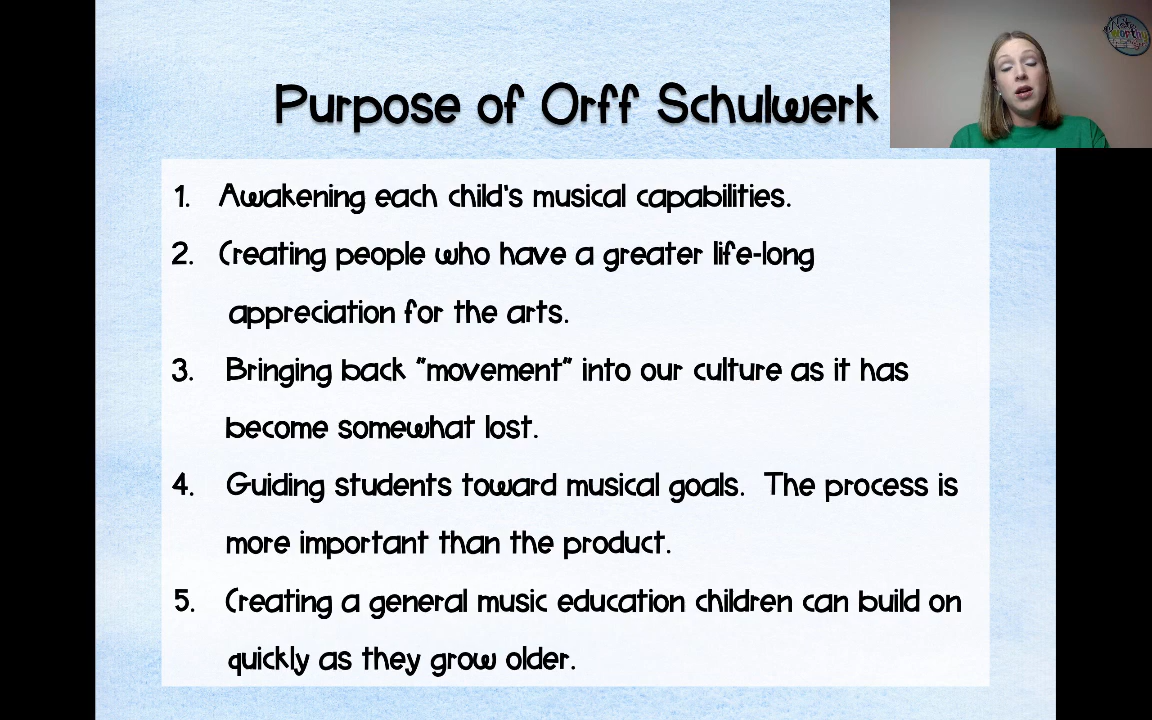 Purpose of Orff Schulwerk
1. Awakening each child's musical capabilities.
2. Creating people who have a greater life-long
appreciation for the arts.
3. Bringing back "movement" into our culture as it has
become somewhat lost.
4. Guiding students toward musical goals. The process is
more important than the product.
5. Creating a general music education children can build on
quickly as they grow older.